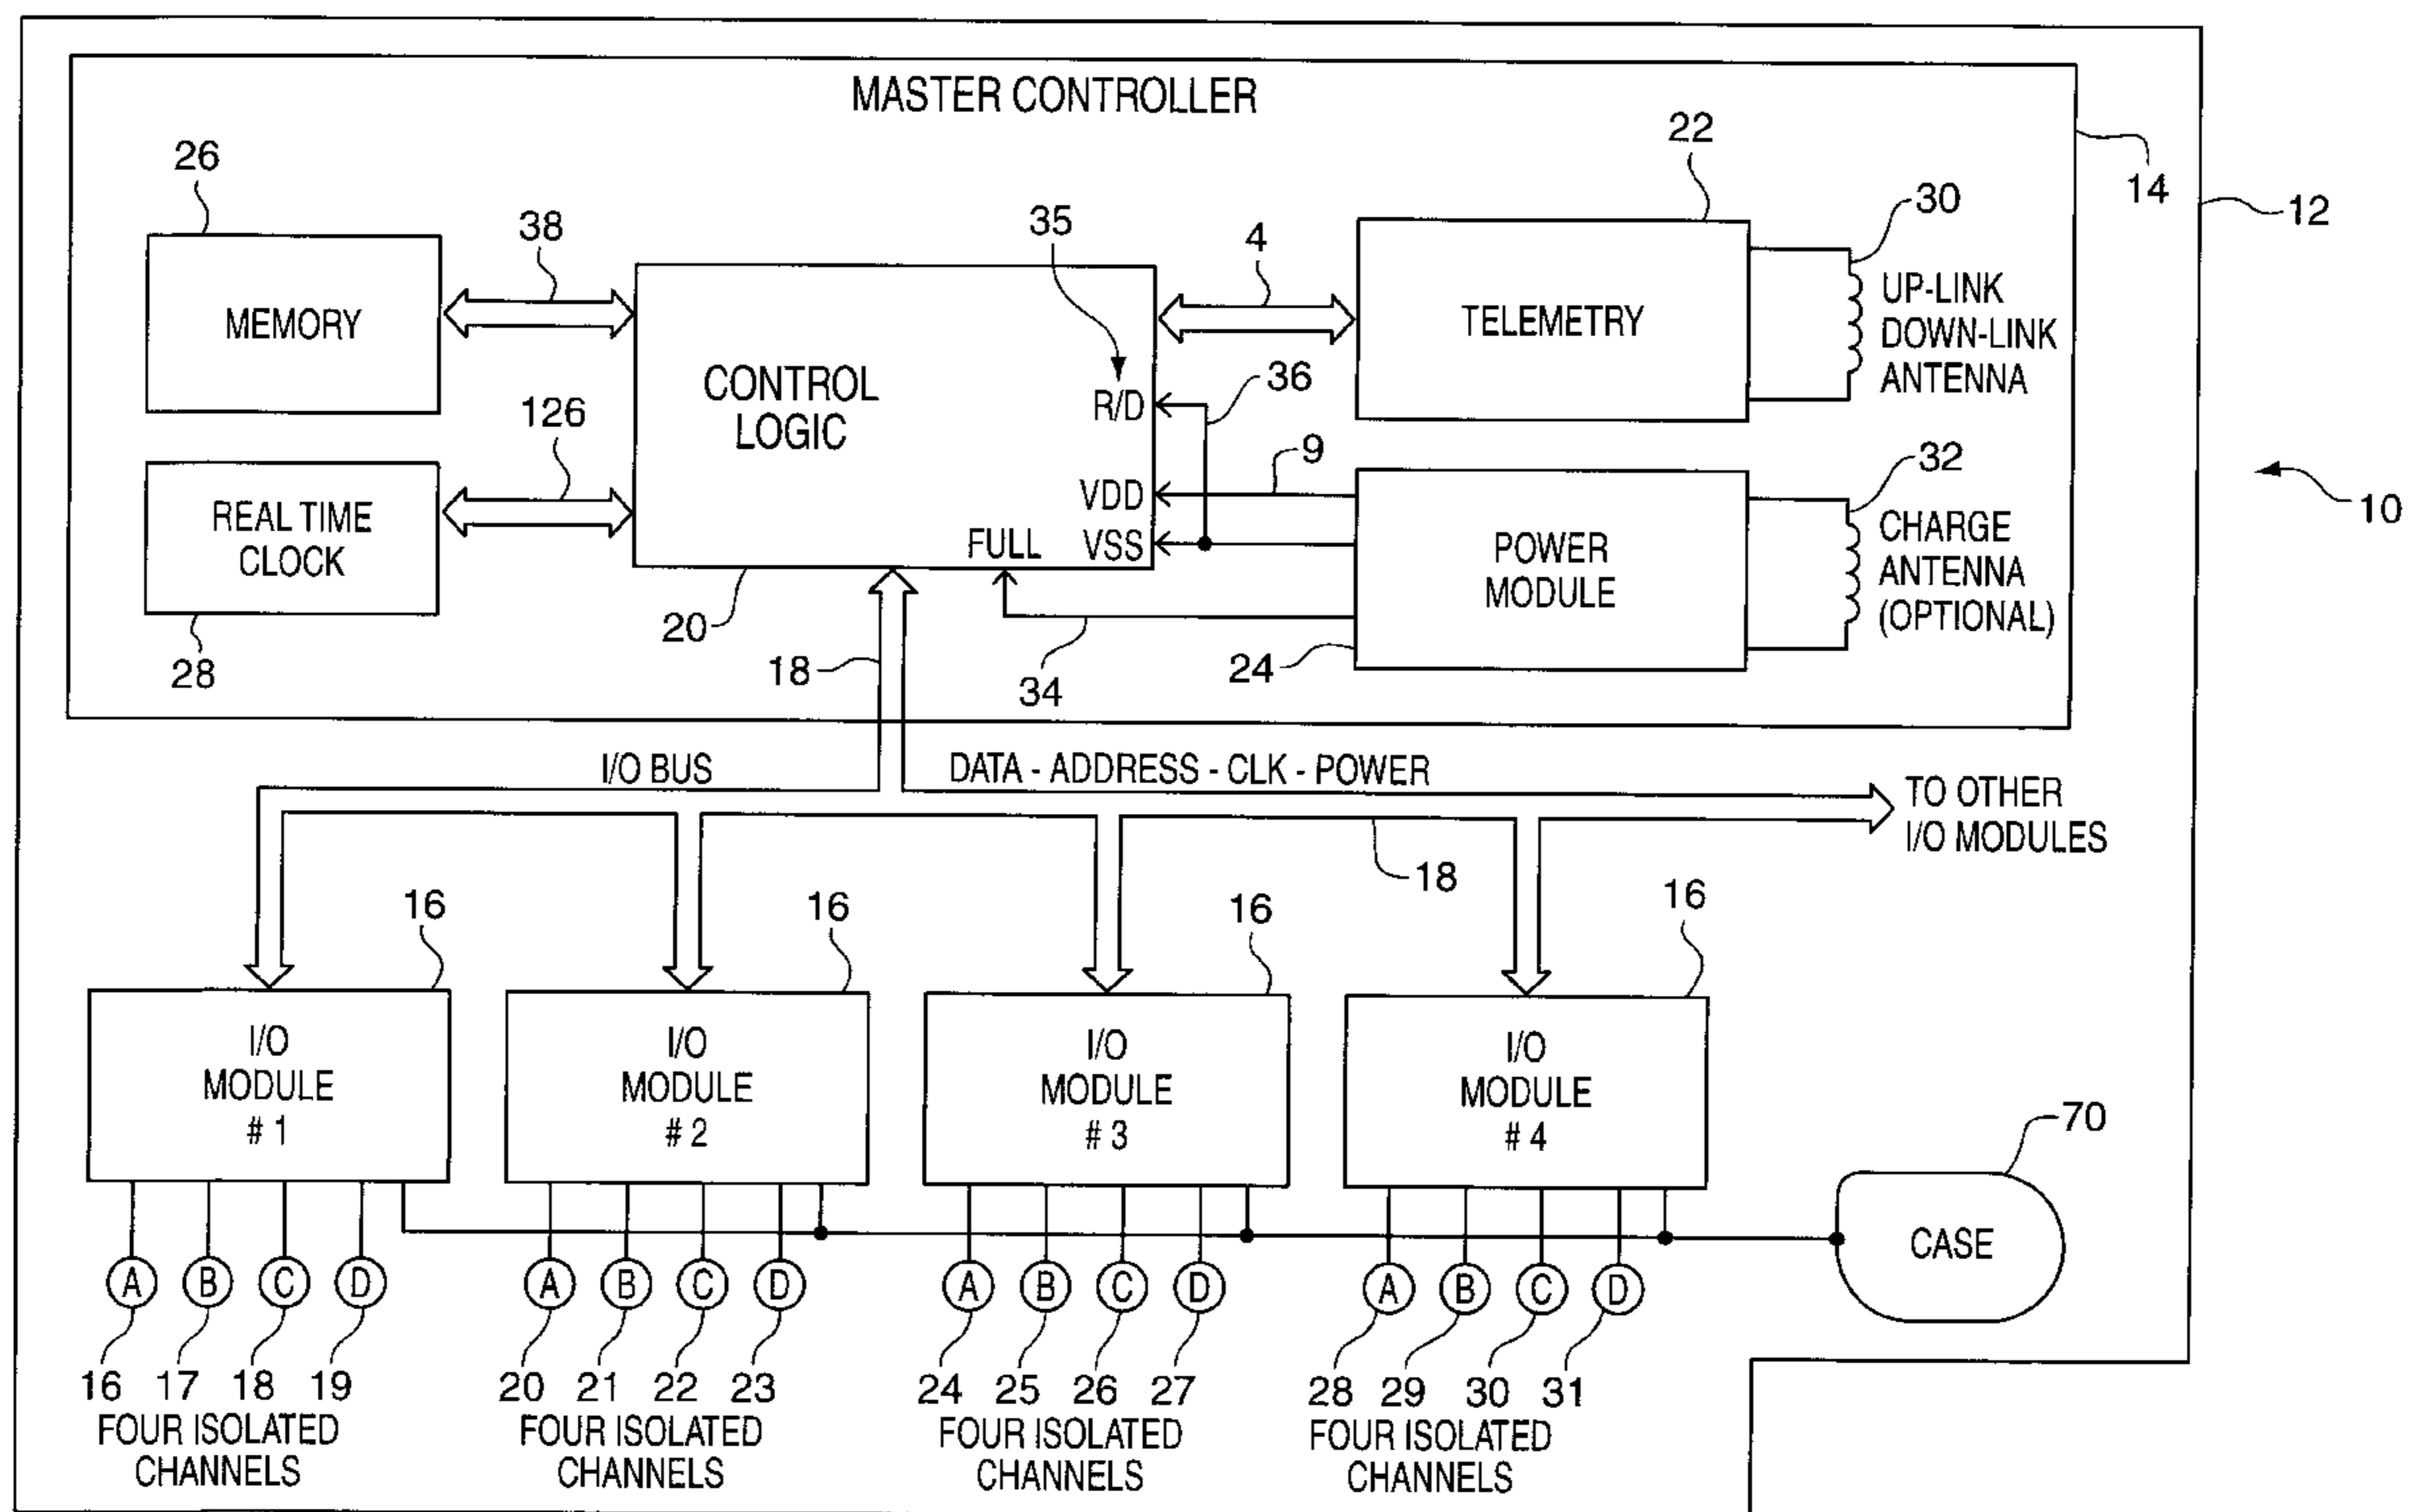 MASTER CONTROLLER
22
26
38
35
4
30
14
12
MEMORY
CONTROL
LOGIC
R/D
TELEMETRY
UP-LINK
DOWN-LINK
ANTENNA
36
126
9
32
10
REAL TIME
CLOCK
VDD
FULL
VSS
POWER
MODULE
CHARGE
ANTENNA
(OPTIONAL)
28
20
18
34
24
I/O BUS
DATA - ADDRESS - CLK - POWER
TO OTHER
I/O MODULES
18
16
16
16
16
I/O
MODULE
# 1
I/O
MODULE
# 2
I/O
MODULE
# 3
I/O
MODULE
# 4
70
CASE
A B C D
A B C D
A B C D
A B C D
16 17 18 19
20 21 22 23
24 25 26 27
28 29 30 31
FOUR ISOLATED
CHANNELS
FOUR ISOLATED
CHANNELS
FOUR ISOLATED
CHANNELS
FOUR ISOLATED
CHANNELS